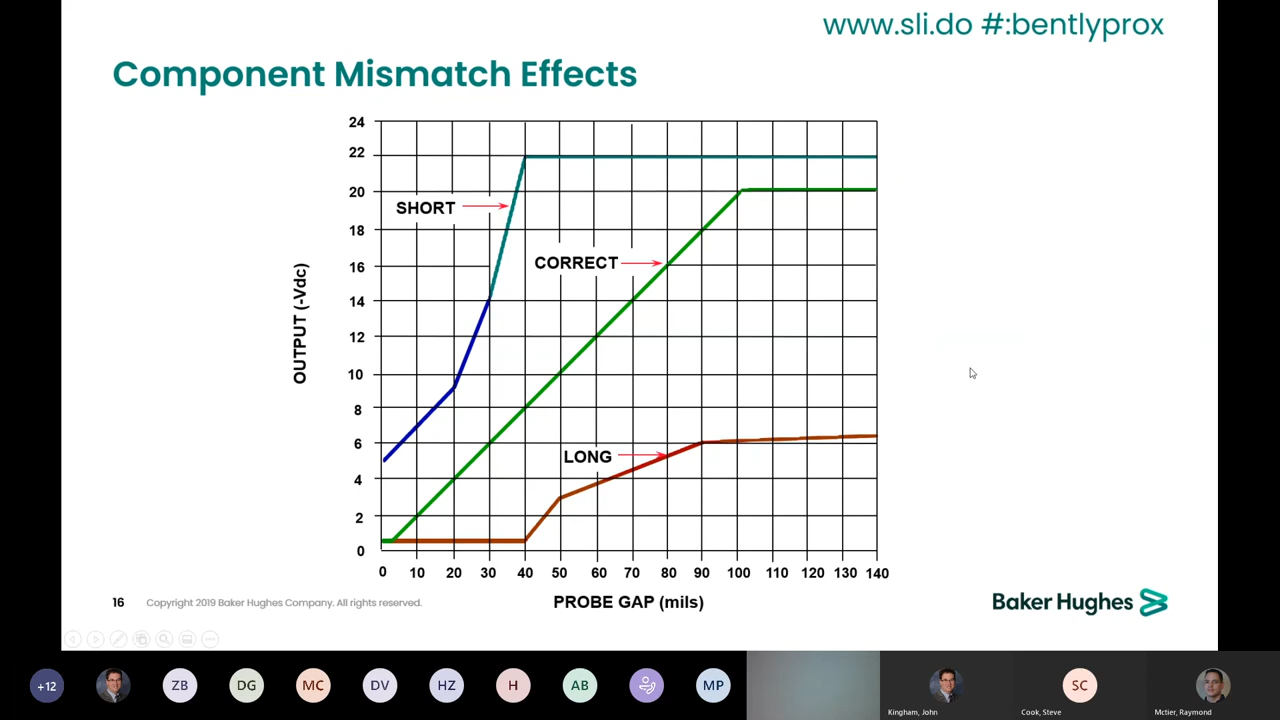 www.sli.do #:bentlyprox
Component Mismatch Effects
24
22
20
18
16
14
12
10
8
6
4
2
0
OUTPUT (-Vdc)
SHORT
CORRECT
LONG
0 10 20 30 40 50 60 70 80 90 100 110 120 130 140
PROBE GAP (mils)
16 Copyright 2019 Baker Hughes Company. All rights reserved.
Baker Hughes
+12 ZB DG MC DV HZ H AB MP SC
Kingham, John Cook, Steve Mctier, Raymond